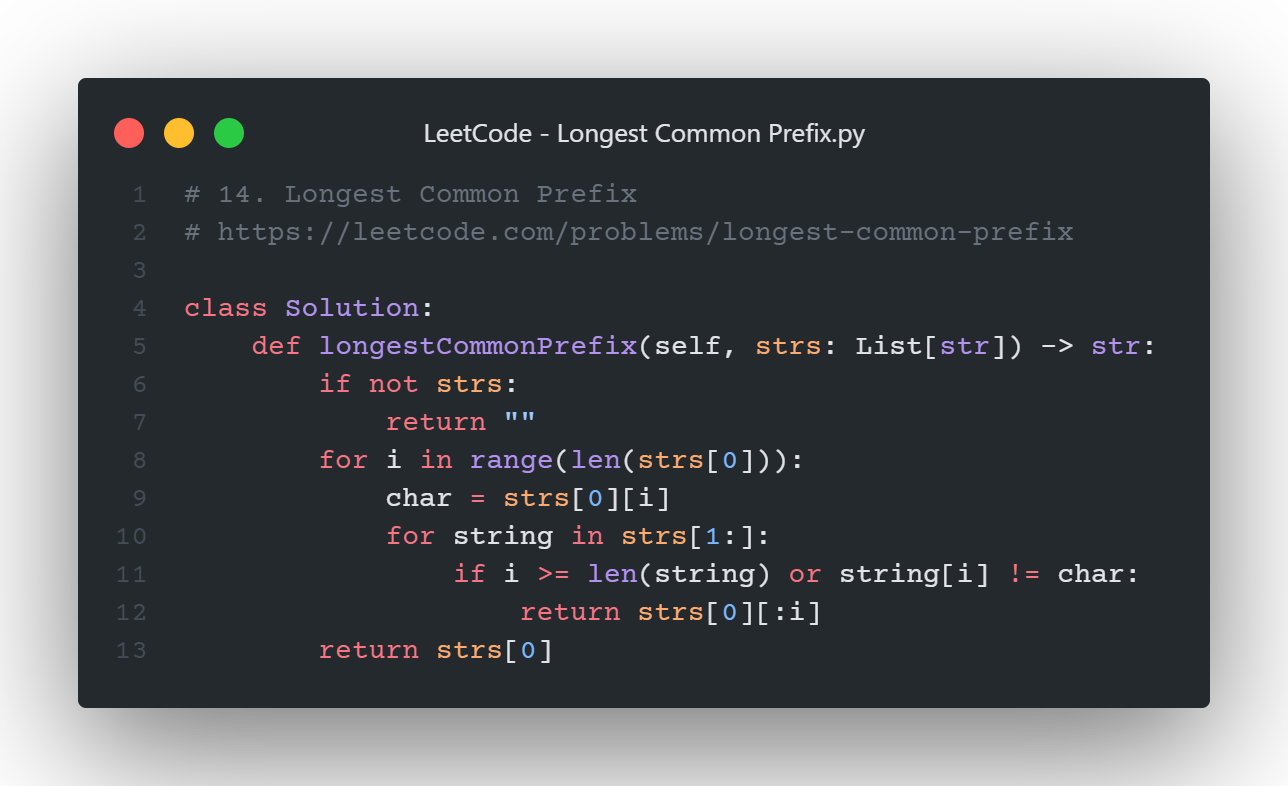 LeetCode - Longest Common Prefix.py
1 # 14. Longest Common Prefix
2 # https://leetcode.com/problems/longest-common-prefix
3
4 class Solution:
5     def longestCommonPrefix(self, strs: List[str]) -> str:
6         if not strs:
7             return ""
8         for i in range(len(strs[0])):
9             char = strs[0][i]
10             for string in strs[1:]:
11                 if i >= len(string) or string[i] != char:
12                     return strs[0][:i]
13         return strs[0]